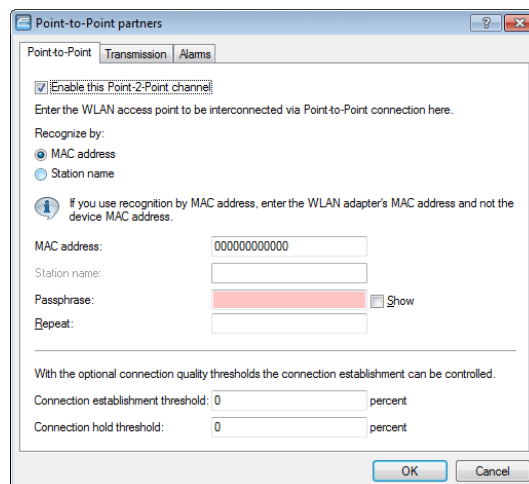 Point-to-Point partners
Point-to-Point Transmission Alarms
Enable this Point-2-Point channel
Enter the WLAN access point to be interconnected via Point-to-Point connection here.
Recognize by:
MAC address
Station name
If you use recognition by MAC address, enter the WLAN adapter's MAC address and not the
device MAC address.
MAC address: 000000000000
Station name:
Passphrase: Show
Repeat:
With the optional connection quality thresholds the connection establishment can be controlled.
Connection establishment threshold: 0 percent
Connection hold threshold: 0 percent
OK Cancel